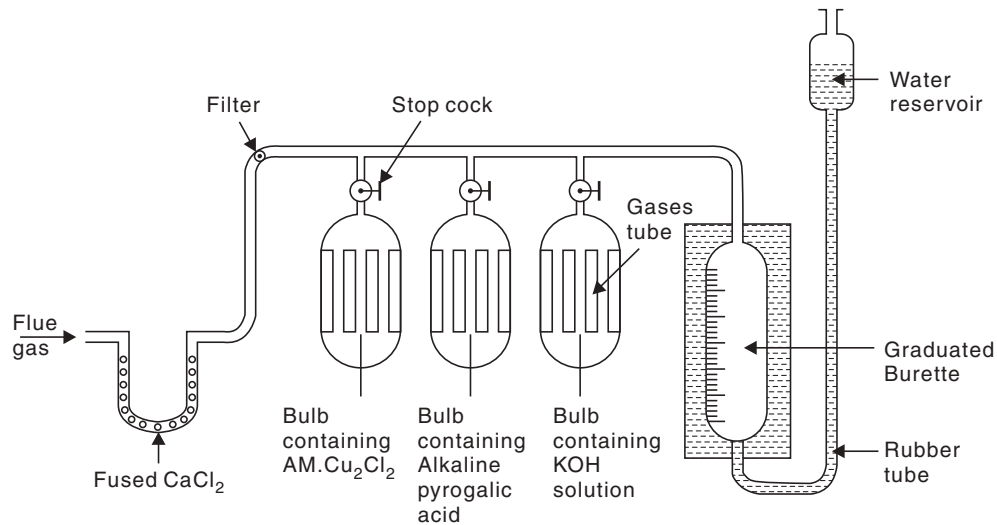 Water
reservoir
Filter
Stop cock
Gases
tube
Flue
gas
Graduated
Burette
Bulb
containing
AM.Cu₂Cl₂
Bulb
containing
Alkaline
pyrogalic
acid
Bulb
containing
KOH
solution
Rubber
tube
Fused CaCl₂